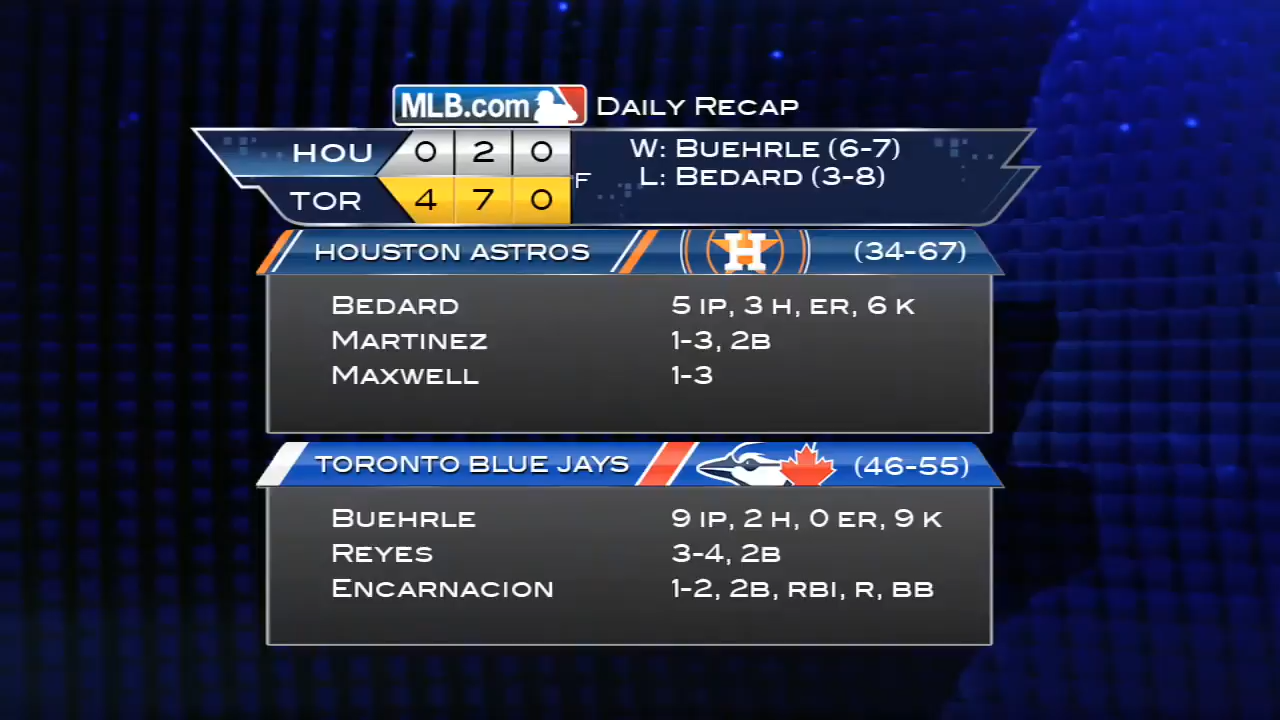 MLB.com DAILY RECAP
HOU 0 2 0
TOR 4 7 0
F
W: BUEHRLE (6-7)
L: BEDARD (3-8)
HOUSTON ASTROS H (34-67)
BEDARD 5 IP, 3 H, ER, 6 K
MARTINEZ 1-3, 2B
MAXWELL 1-3
TORONTO BLUE JAYS (46-55)
BUEHRLE 9 IP, 2 H, 0 ER, 9 K
REYES 3-4, 2B
ENCARNACION 1-2, 2B, RBI, R, BB